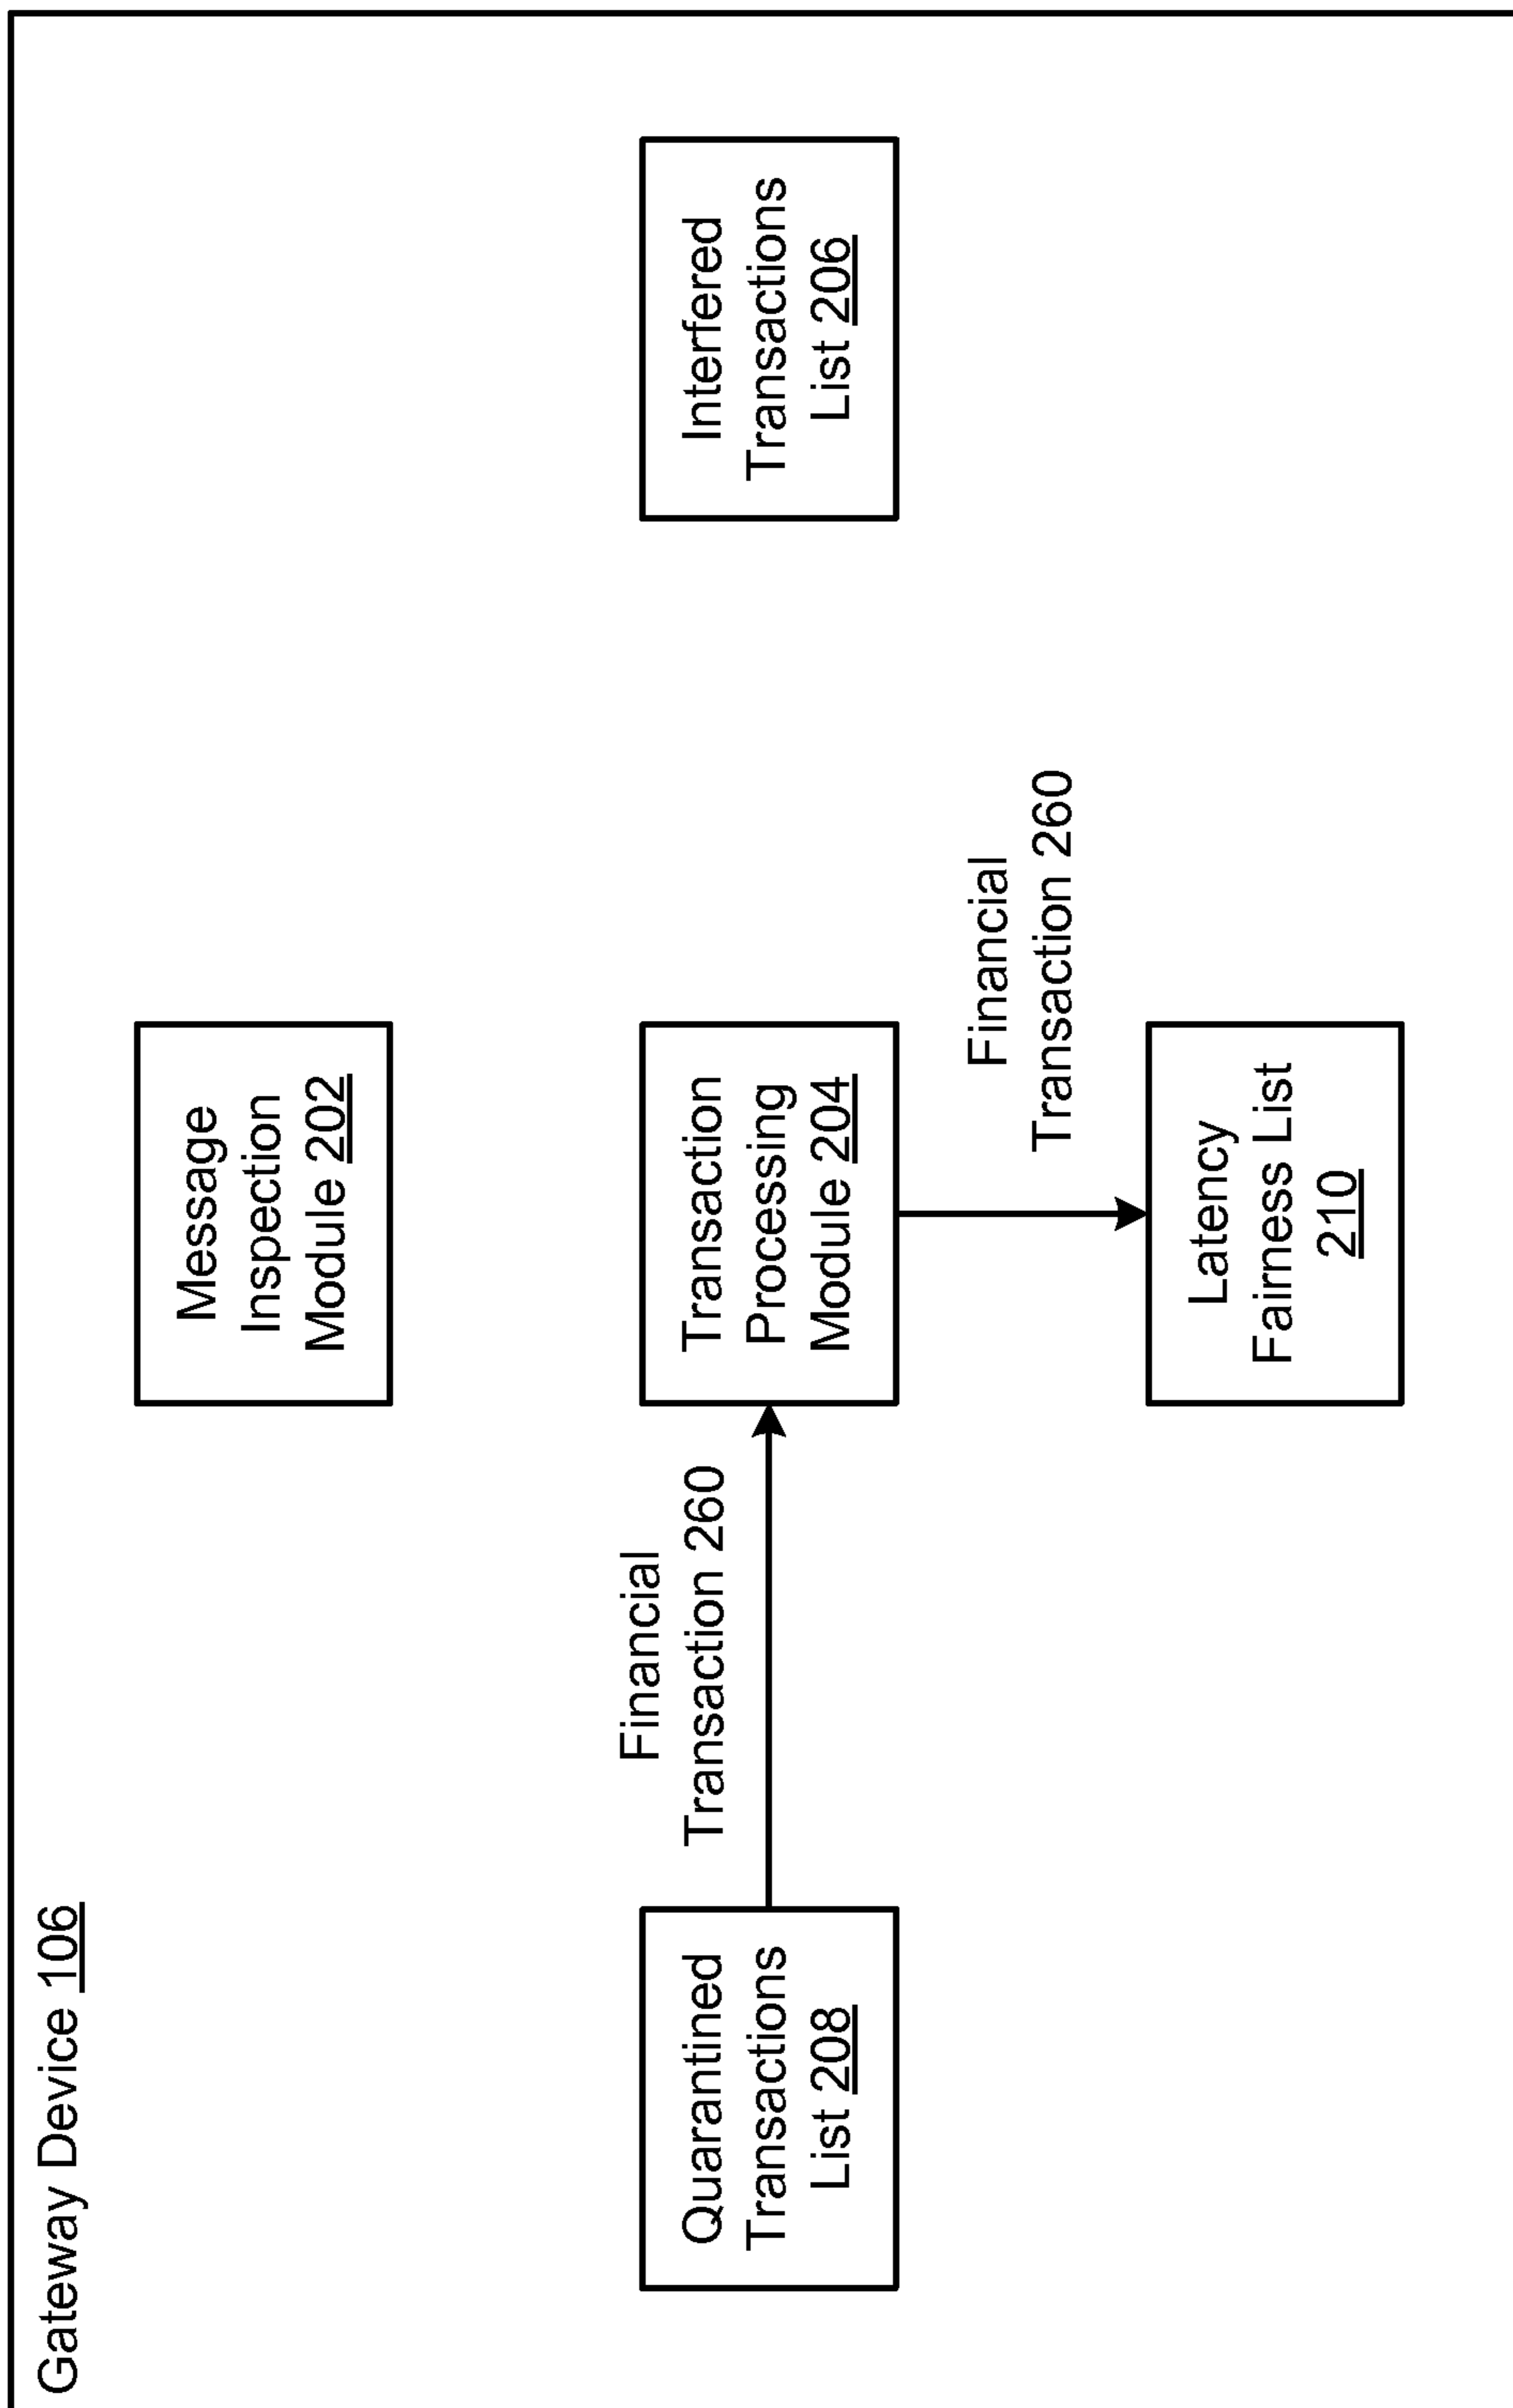 Gateway Device 106
Message
Inspection
Module 202
Financial
Transaction 260
Quarantined
Transactions
List 208
Transaction
Processing
Module 204
Interfered
Transactions
List 206
Financial
Transaction 260
Latency
Fairness List
210